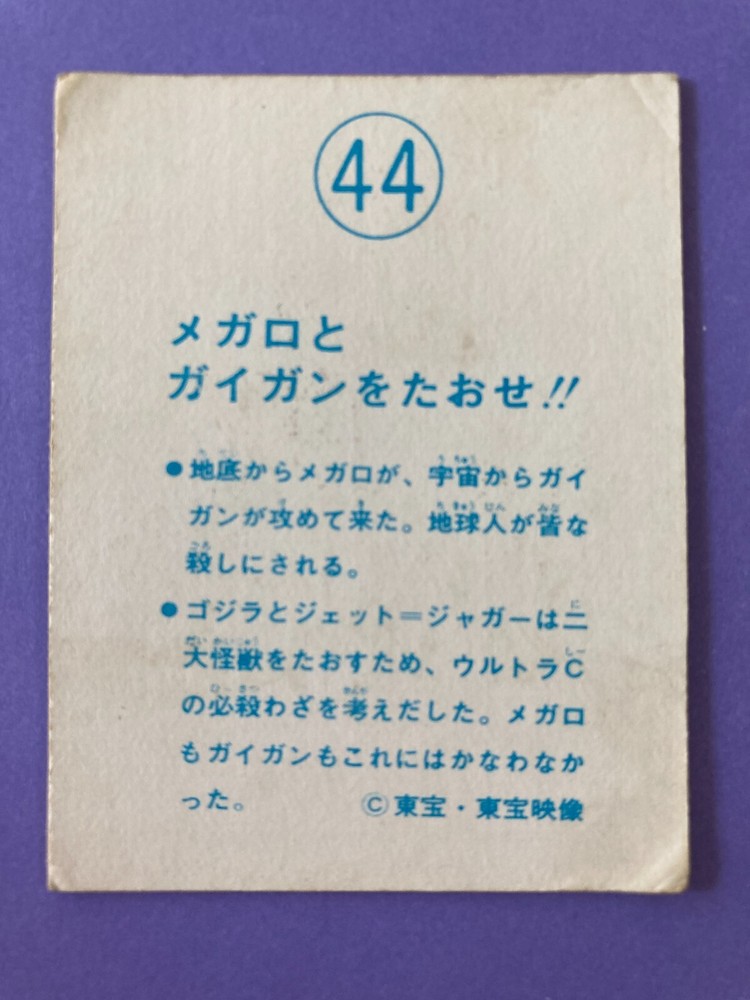 44
メガロと
ガイガンをたおせ!!
●地底からメガロが、宇宙からガイ
ガンが攻めて来た。地球人が皆な
殺しにされる。
●ゴジラとジェット＝ジャガーは二
大怪獣をたおすため、ウルトラC
の必殺わざを考えだした。メガロ
もガイガンもこれにはかなわなか
った。 ©東宝・東宝映像